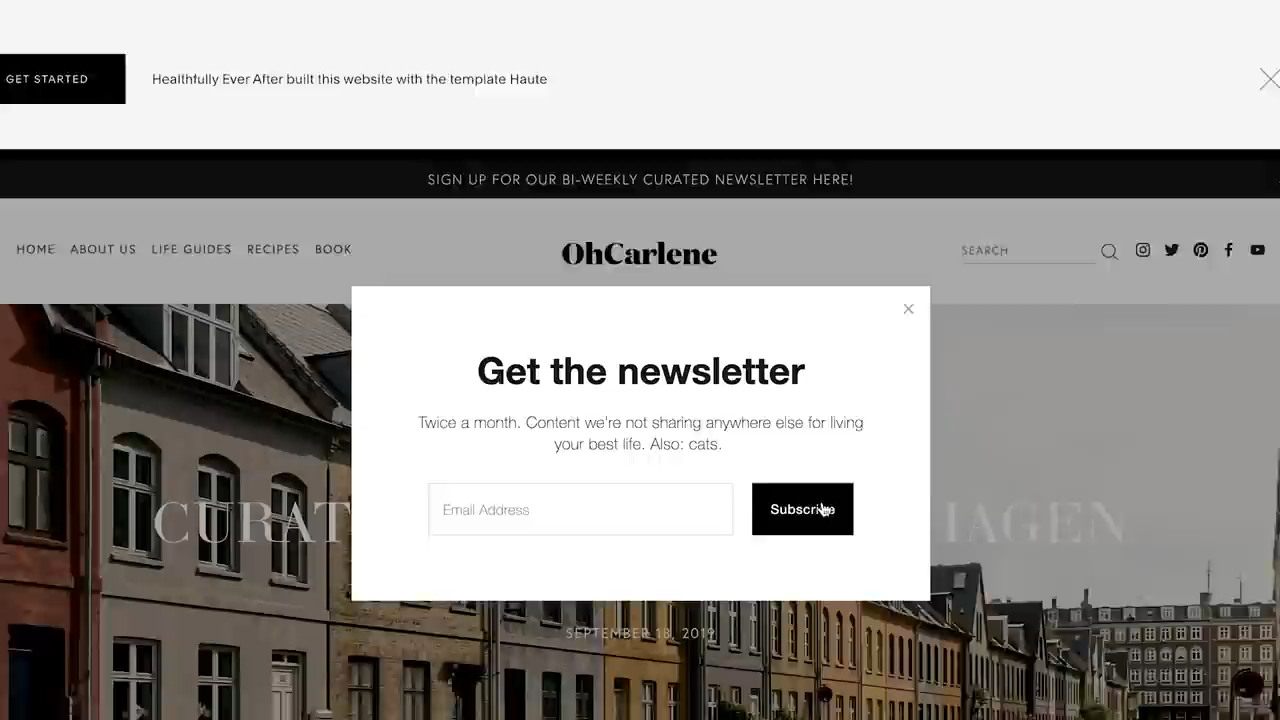 GET STARTED
Healthfully Ever After built this website with the template Haute
SIGN UP FOR OUR BI-WEEKLY CURATED NEWSLETTER HERE!
HOME ABOUT US LIFE GUIDES RECIPES BOOK
OhCarlene
SEARCH
Get the newsletter
Twice a month. Content we're not sharing anywhere else for living
your best life. Also: cats.
Email Address
Subscribe
SEPTEMBER 18, 2019